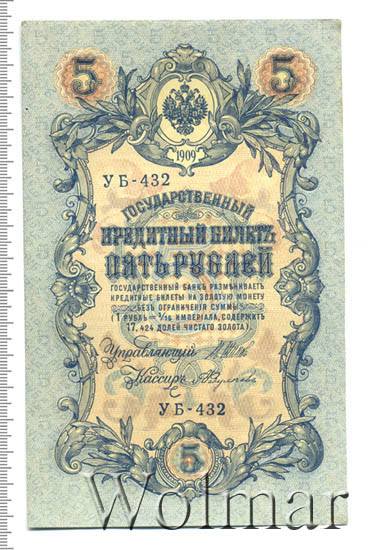 5 5
1909
УБ-432
ГОСУДАРСТВЕННЫЙ
КРЕДИТНЫЙ БИЛЕТЪ
ПЯТЬ РУБЛЕЙ
ГОСУДАРСТВЕННЫЙ БАНКЪ РАЗМѢНИВАЕТЪ
КРЕДИТНЫЕ БИЛЕТЫ НА ЗОЛОТУЮ МОНЕТУ
БЕЗЪ ОГРАНИЧЕНІЯ СУММЫ
(1 РУБЛЬ = 1/15 ИМПЕРІАЛА, СОДЕРЖИТЪ
17,424 ДОЛЕЙ ЧИСТАГО ЗОЛОТА).
Управляющій
Кассиръ
УБ-432
5
Wolmar